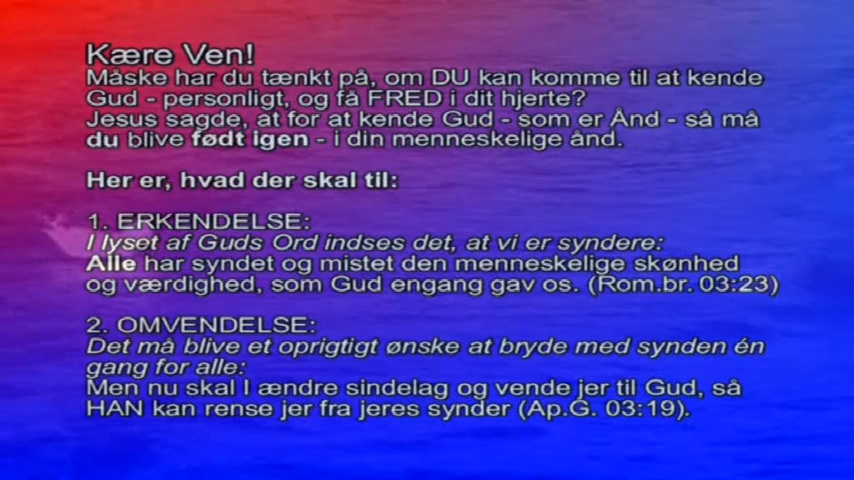 Kære Ven!
Måske har du tænkt på, om DU kan komme til at kende
Gud - personligt, og få FRED i dit hjerte?
Jesus sagde, at for at kende Gud - som er Ånd - så må
du blive født igen - i din menneskelige ånd.
Her er, hvad der skal til:
1. ERKENDELSE:
I lyset af Guds Ord indses det, at vi er syndere:
Alle har syndet og mistet den menneskelige skønhed
og værdighed, som Gud engang gav os. (Rom.br. 03:23)
2. OMVENDELSE:
Det må blive et oprigtigt ønske at bryde med synden én
gang for alle:
Men nu skal I ændre sindelag og vende jer til Gud, så
HAN kan rense jer fra jeres synder (Ap.G. 03:19).